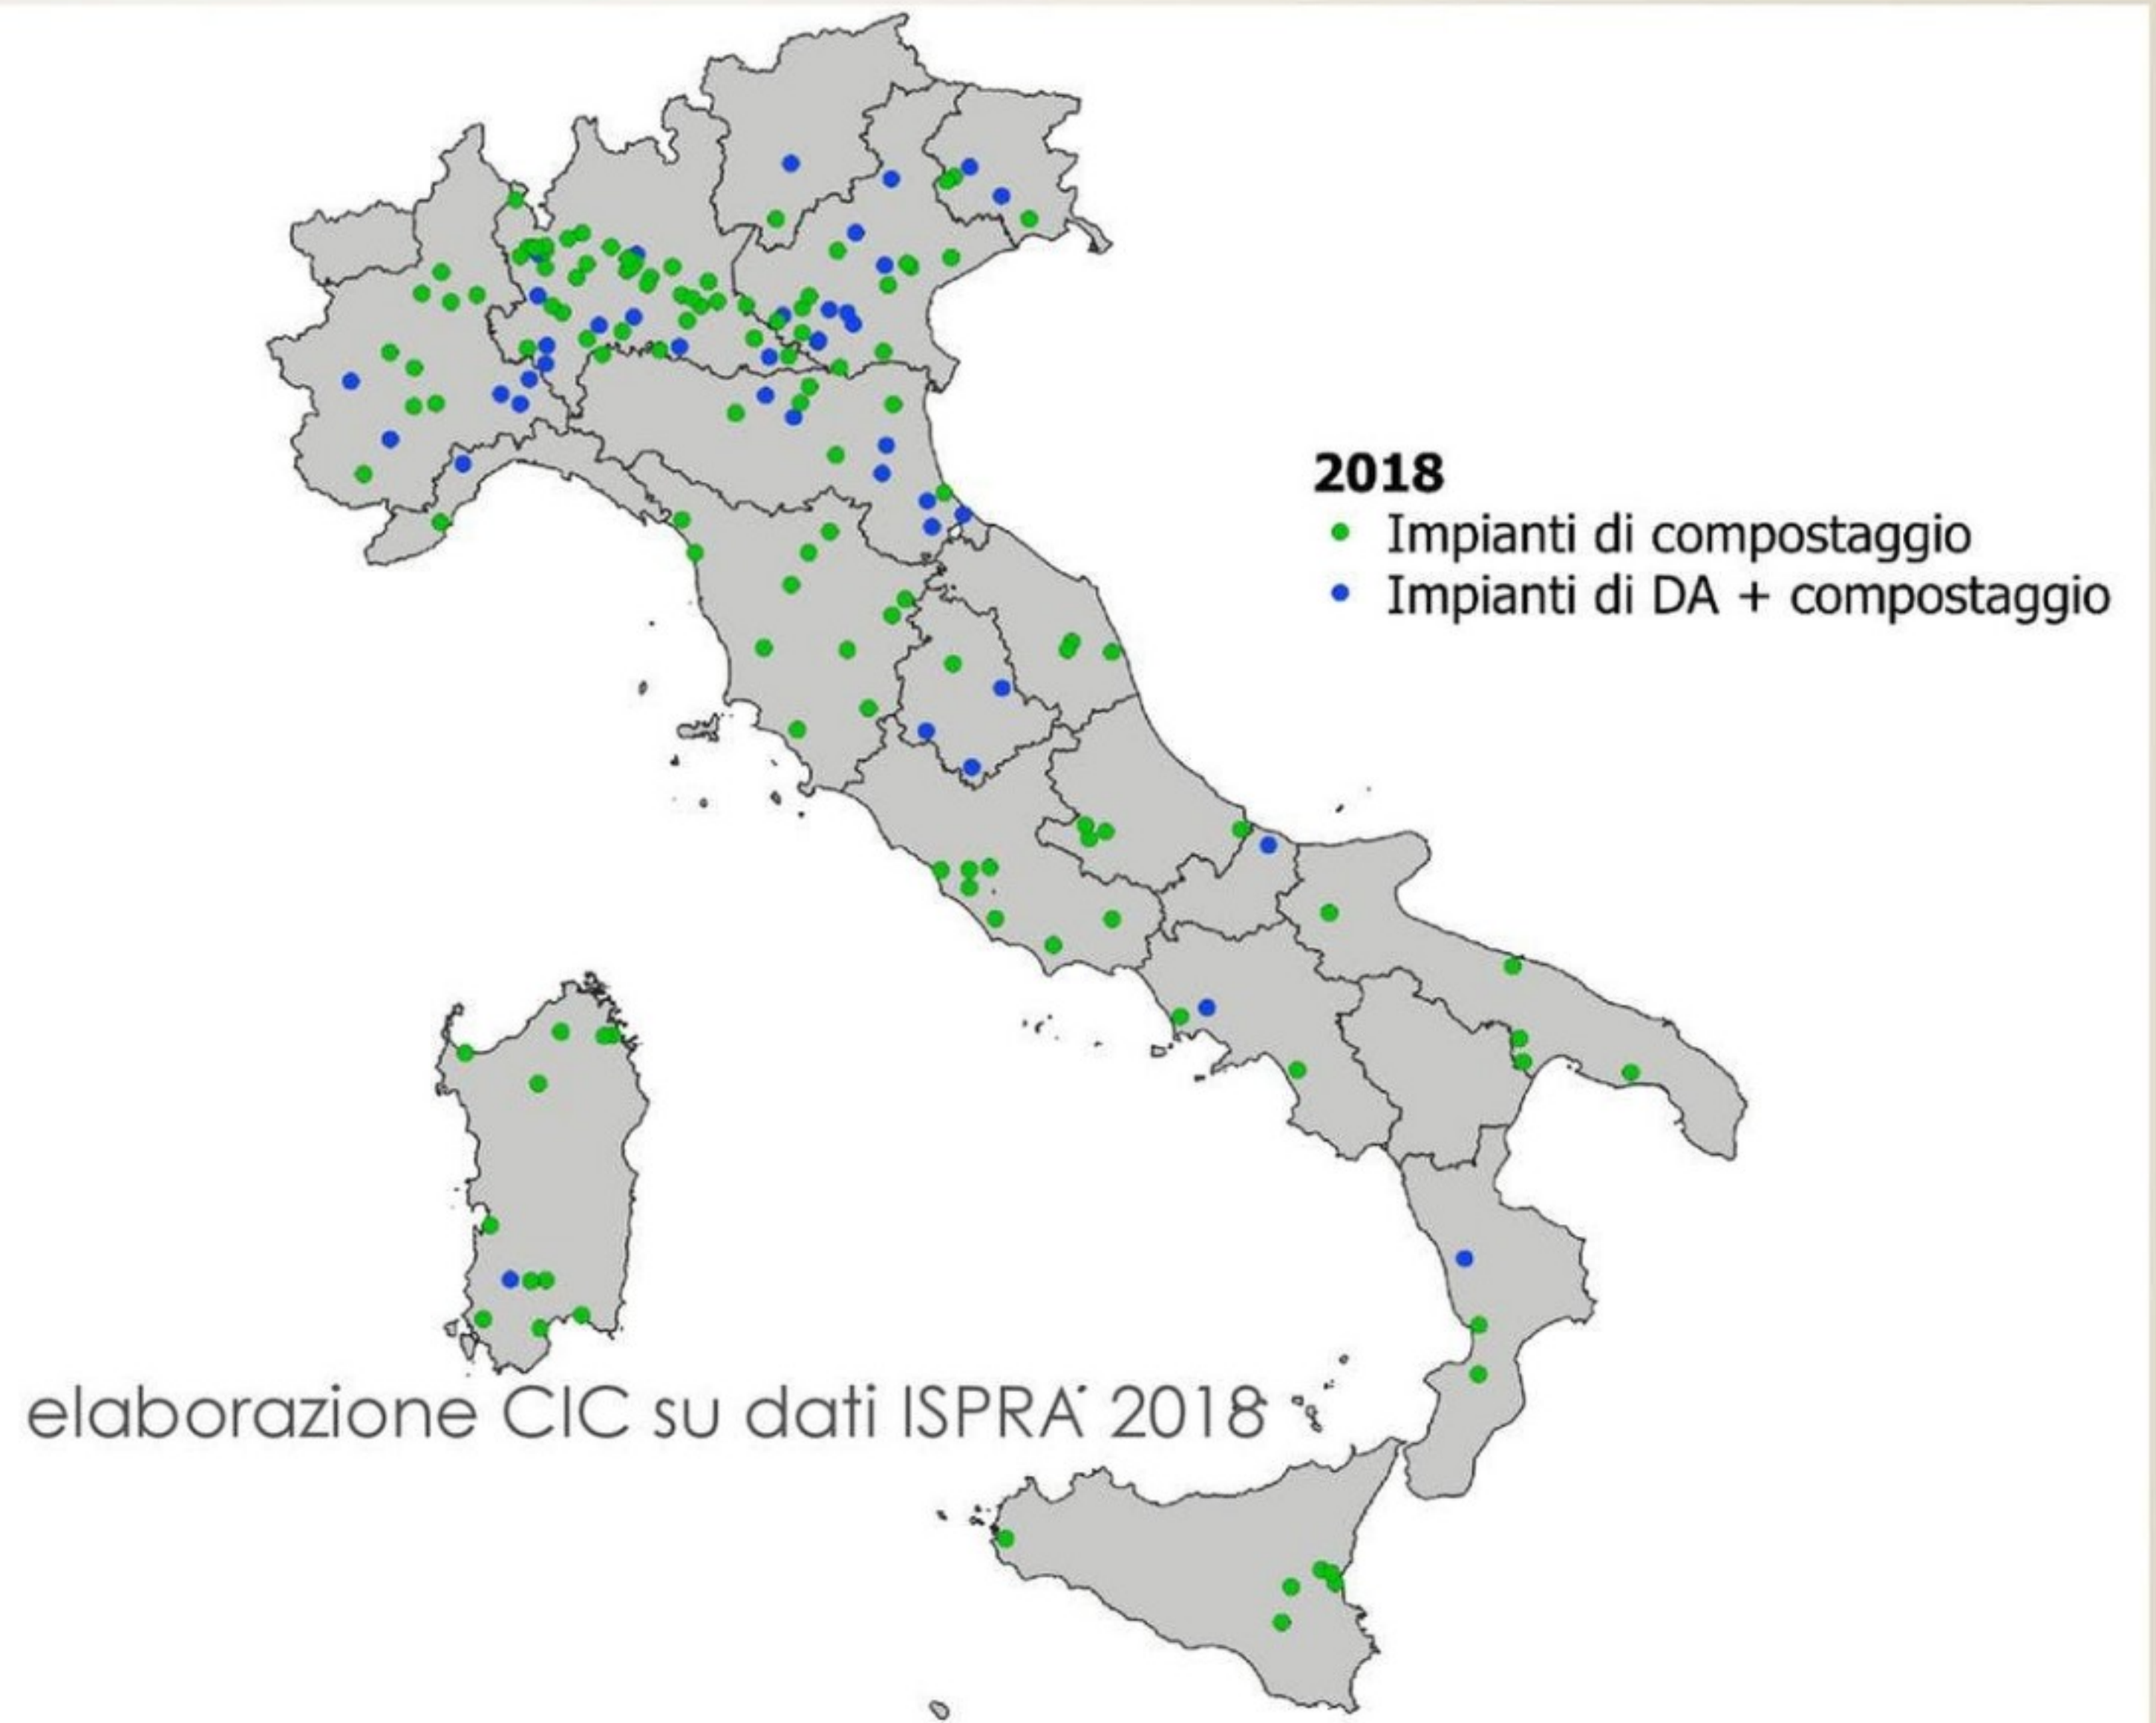 2018
Impianti di compostaggio
Impianti di DA + compostaggio
elaborazione CIC su dati ISPRA 2018